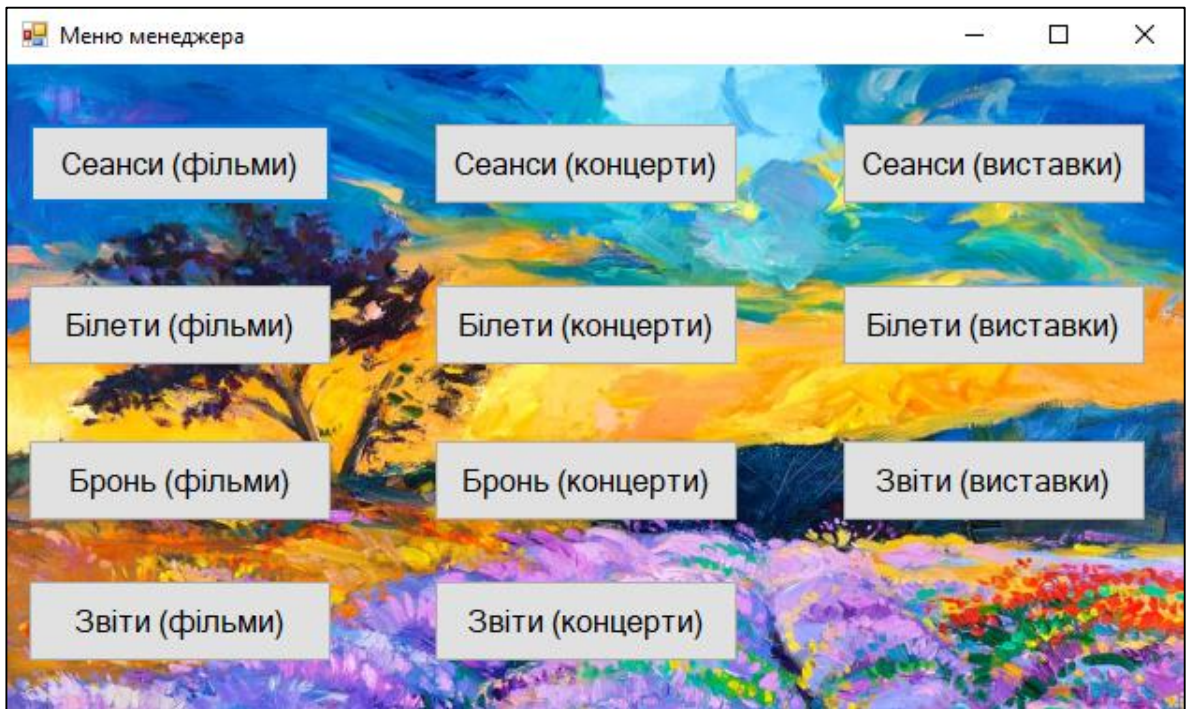 Меню менеджера
Сеанси (фільми)
Сеанси (концерти)
Сеанси (виставки)
Білети (фільми)
Білети (концерти)
Білети (виставки)
Бронь (фільми)
Бронь (концерти)
Звіти (виставки)
Звіти (фільми)
Звіти (концерти)